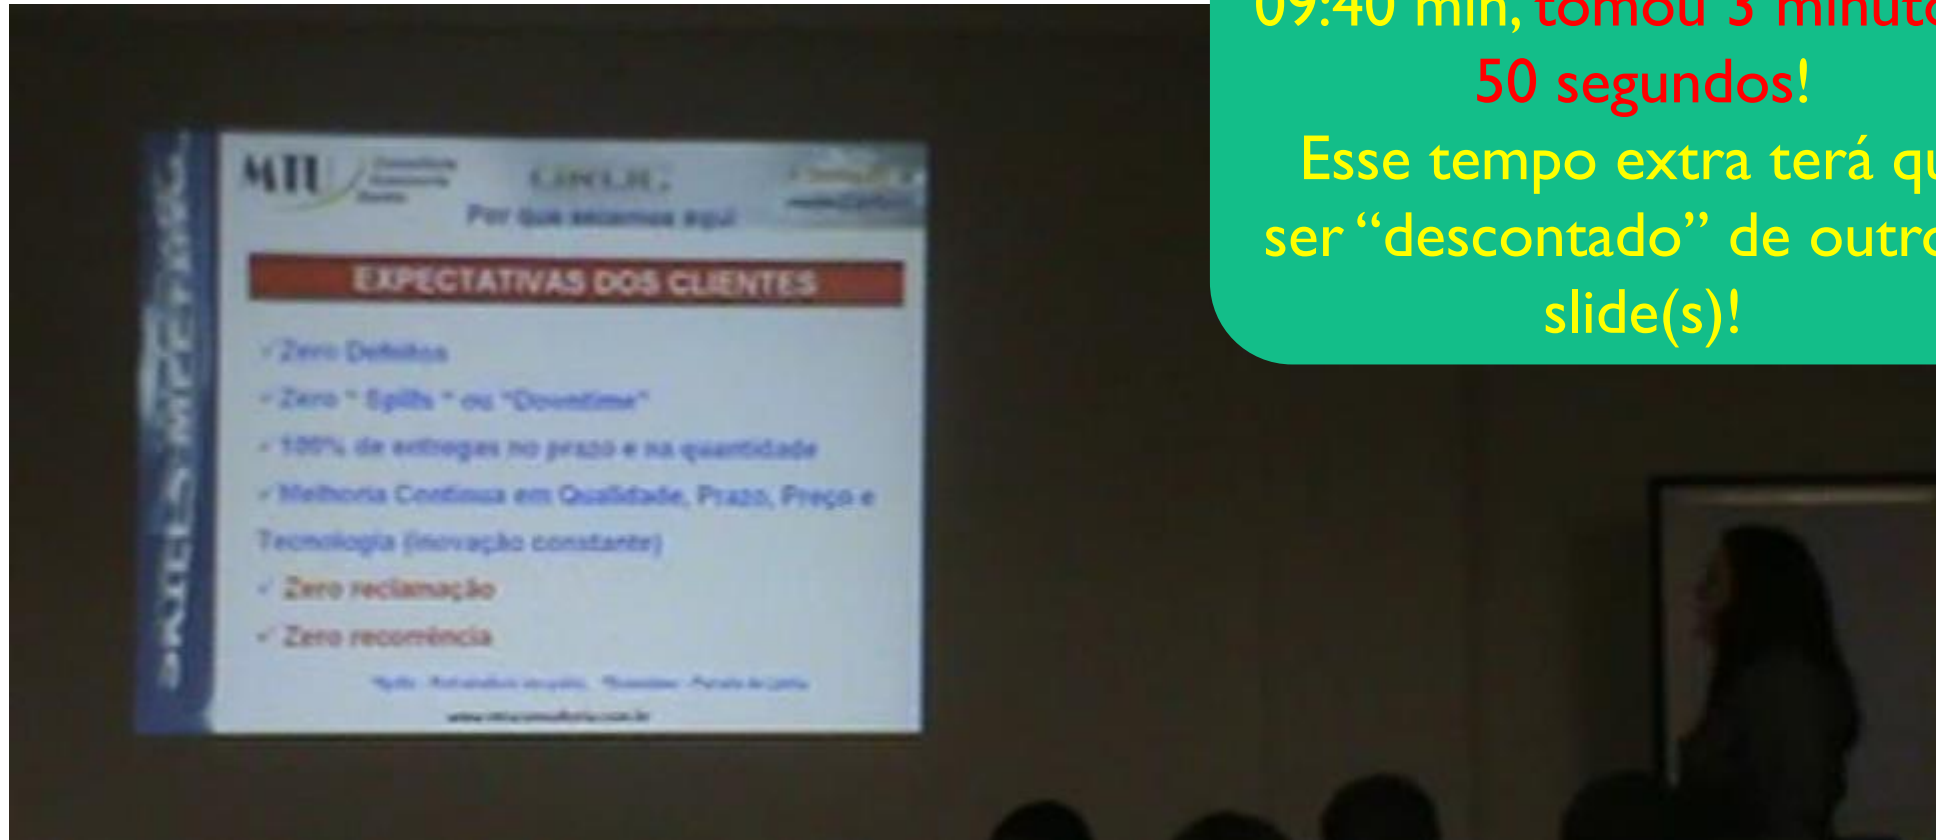 09:40 min, tomou 3 minuto
50 segundos!
Esse tempo extra terá qu
ser “descontado” de outro
slide(s)!
MTI
Por que estamos aqui
EXPECTATIVAS DOS CLIENTES
✓ Zero Defeitos
✓ Zero " Spills " ou "Downtime"
✓ 100% de entregas no prazo e na quantidade
✓ Melhoria Continua em Qualidade, Prazo, Preço e
Tecnologia (inovação constante)
✓ Zero reclamação
✓ Zero recorrência